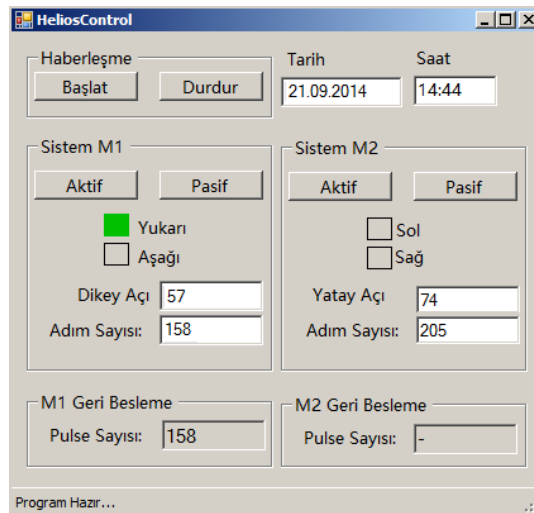 HeliosControl
Haberleşme
Başlat Durdur
Tarih Saat
21.09.2014 14:44
Sistem M1
Aktif Pasif
Yukarı
Aşağı
Dikey Açı 57
Adım Sayısı: 158
Sistem M2
Aktif Pasif
Sol
Sağ
Yatay Açı 74
Adım Sayısı: 205
M1 Geri Besleme
Pulse Sayısı: 158
M2 Geri Besleme
Pulse Sayısı: -
Program Hazır...